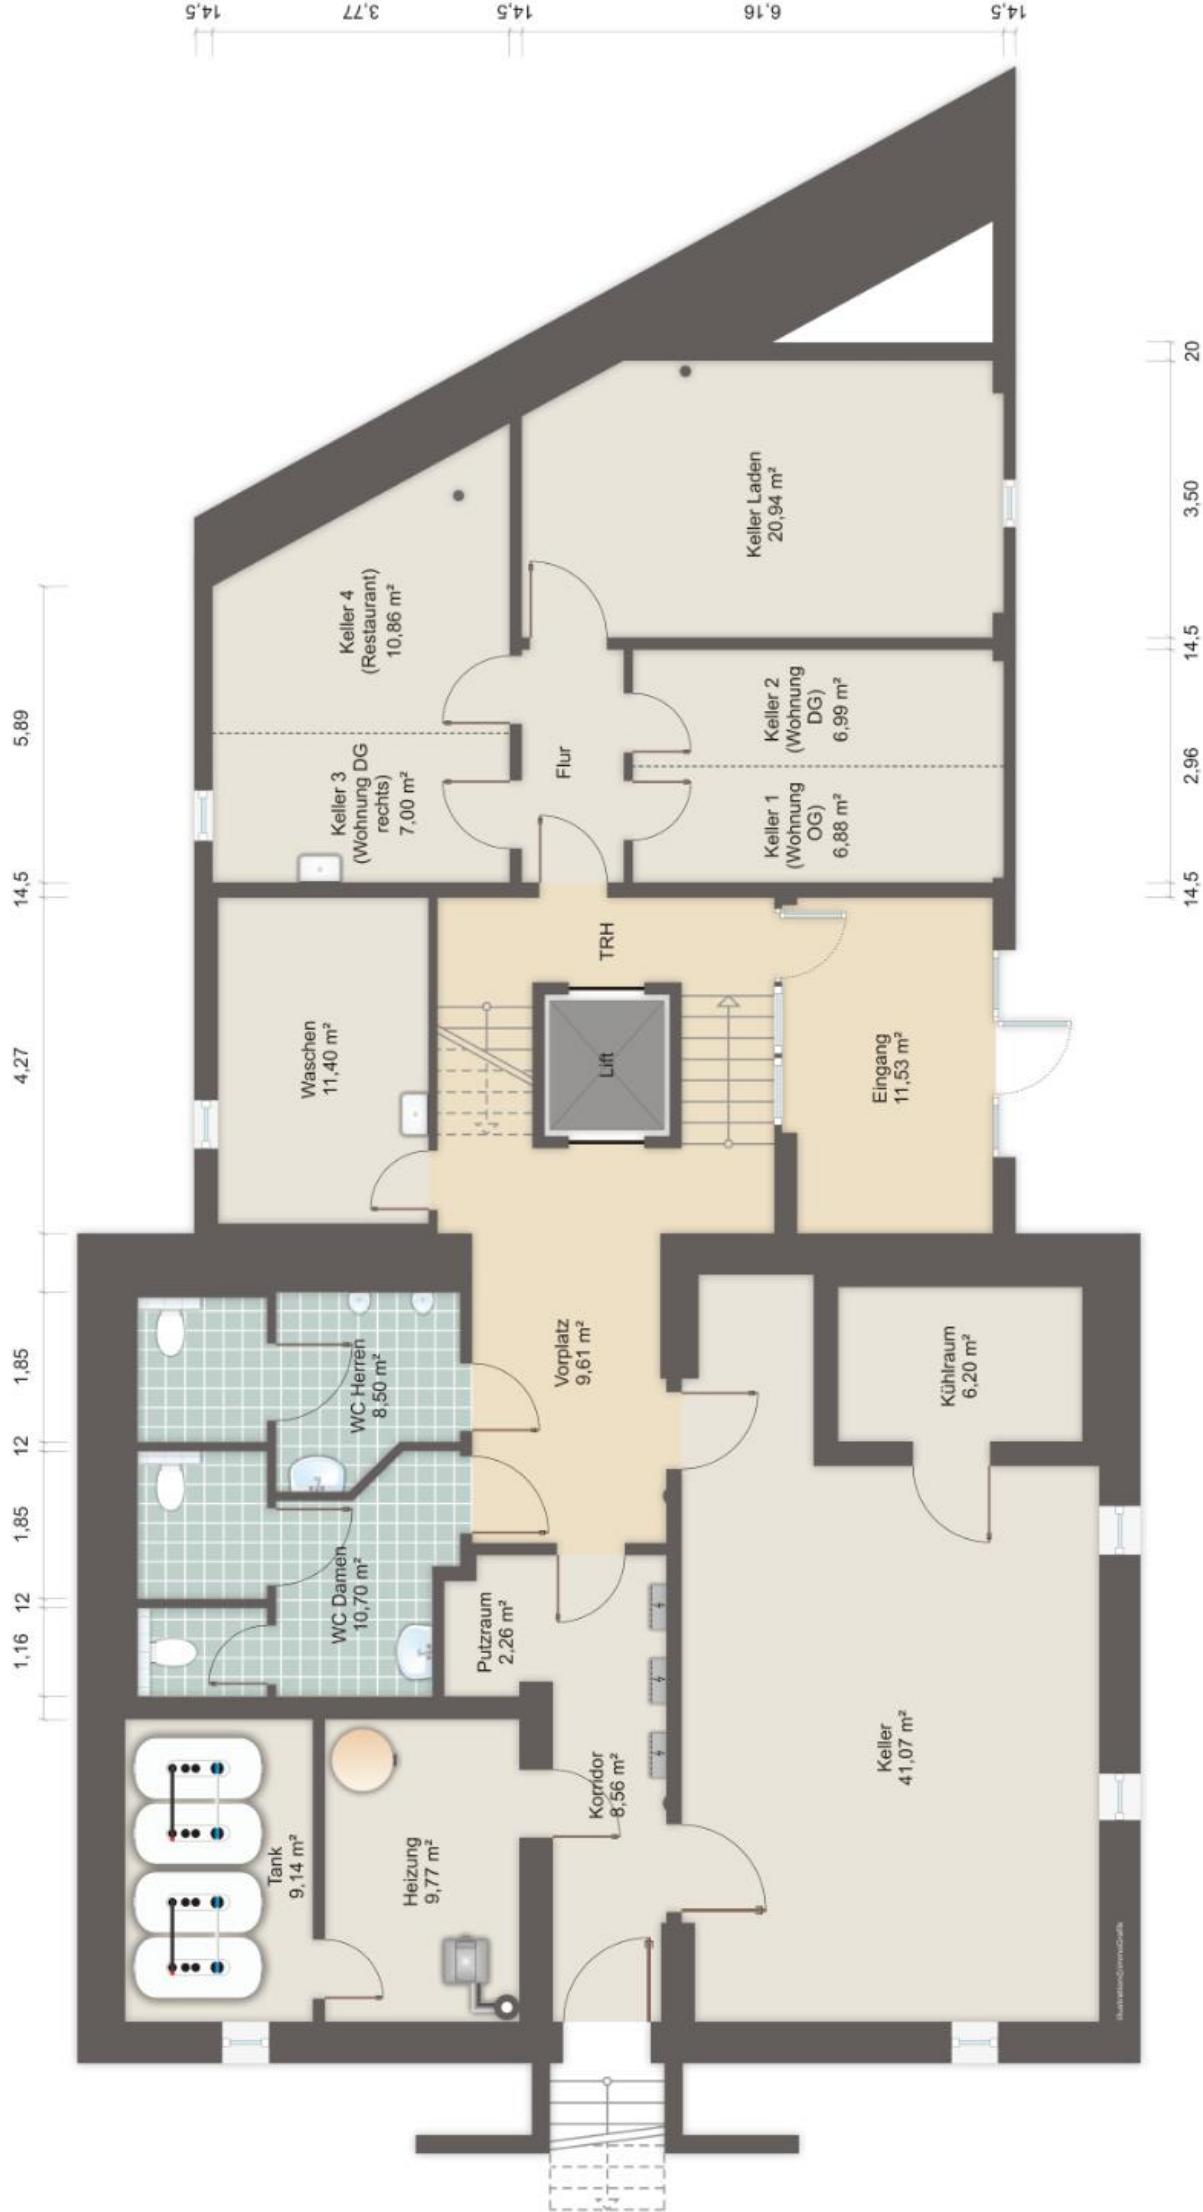 14,5
3,77
14,5
6,16
14,5
5,89
14,5
4,27
1,85
12
1,85
12
1,16
20
3,50
14,5
2,96
14,5
Keller 4
(Restaurant)
10,86 m²
Keller 3
(Wohnung DG
rechts)
7,00 m²
Keller Laden
20,94 m²
Flur
Keller 2
(Wohnung
DG)
6,99 m²
Keller 1
(Wohnung
OG)
6,88 m²
Waschen
11,40 m²
TRH
Lift
Eingang
11,53 m²
WC Herren
8,50 m²
Vorplatz
9,61 m²
Kühlraum
6,20 m²
WC Damen
10,70 m²
Putzraum
2,26 m²
Tank
9,14 m²
Heizung
9,77 m²
Korridor
8,56 m²
Keller
41,07 m²